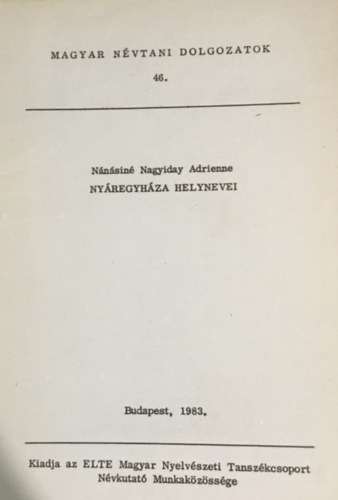 MAGYAR NÉVTANI DOLGOZATOK
46.
Nánásiné Nagyiday Adrienne
NYÁREGYHÁZA HELYNEVEI
Budapest, 1983.
Kiadja az ELTE Magyar Nyelvészeti Tanszékcsoport
Névkutató Munkaközössége